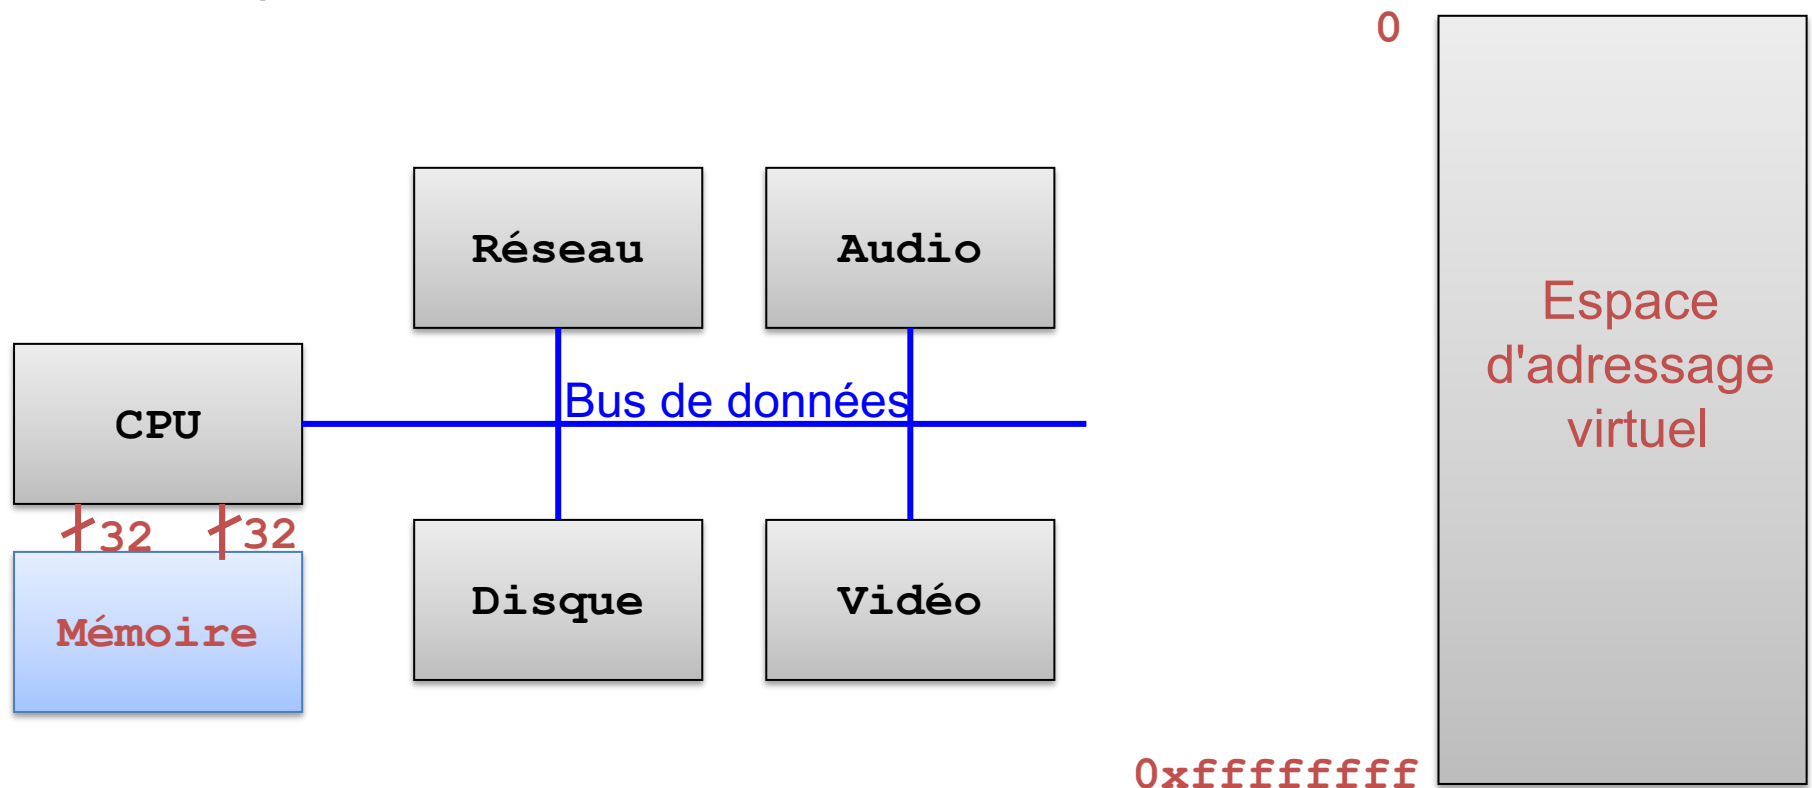 0
Réseau
Audio
Espace
d'adressage
virtuel
Bus de données
CPU
32
32
Disque
Vidéo
Mémoire
0xffffffff